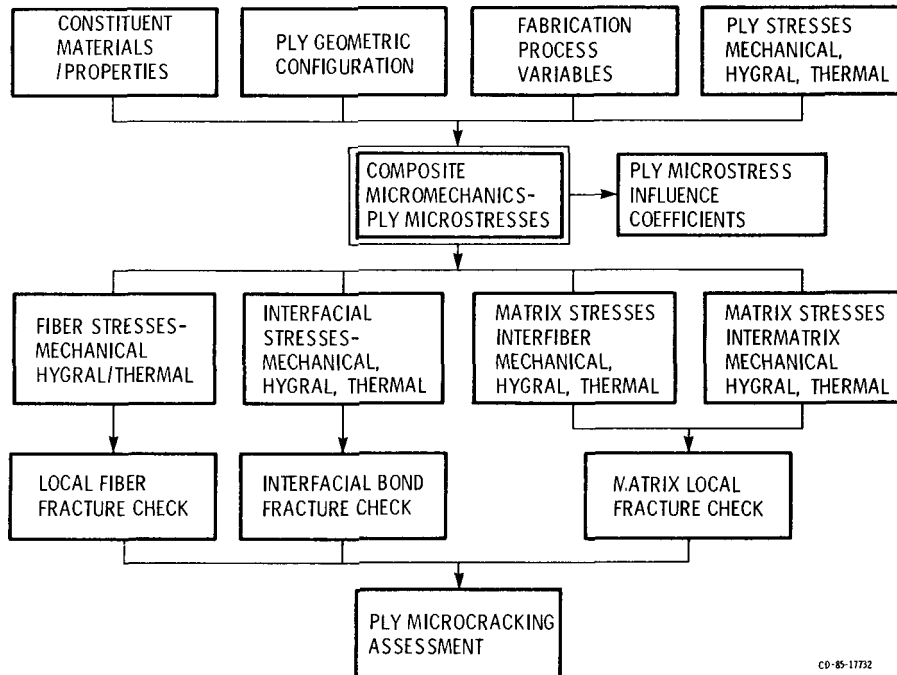 CONSTITUENT
MATERIALS
/PROPERTIES
PLY GEOMETRIC
CONFIGURATION
FABRICATION
PROCESS
VARIABLES
PLY STRESSES
MECHANICAL,
HYGRAL, THERMAL
COMPOSITE
MICROMECHANICS-
PLY MICROSTRESSES
PLY MICROSTRESS
INFLUENCE
COEFFICIENTS
FIBER STRESSES-
MECHANICAL
HYGRAL/THERMAL
INTERFACIAL
STRESSES-
MECHANICAL,
HYGRAL, THERMAL
MATRIX STRESSES
INTERFIBER
MECHANICAL,
HYGRAL, THERMAL
MATRIX STRESSES
INTERMATRIX
MECHANICAL
HYGRAL, THERMAL
LOCAL FIBER
FRACTURE CHECK
INTERFACIAL BOND
FRACTURE CHECK
MATRIX LOCAL
FRACTURE CHECK
PLY MICROCRACKING
ASSESSMENT
CD-85-17732